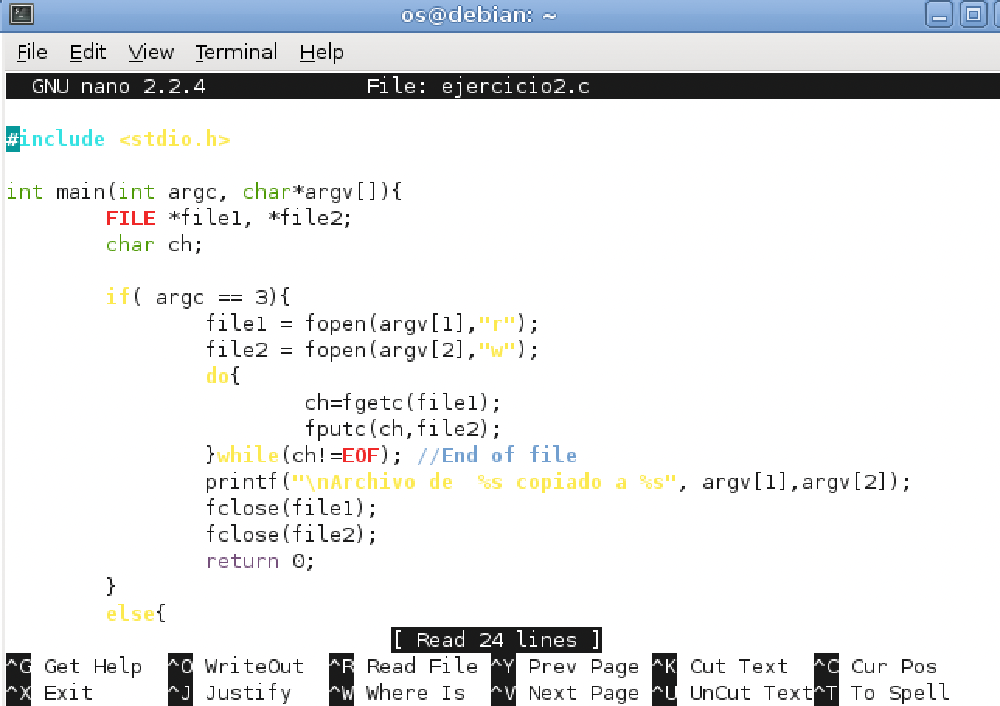 os@debian: ~
File Edit View Terminal Help
GNU nano 2.2.4 File: ejercicio2.c
#include <stdio.h>
int main(int argc, char*argv[]){
FILE *file1, *file2;
char ch;
if( argc == 3){
file1 = fopen(argv[1],"r");
file2 = fopen(argv[2],"w");
do{
ch=fgetc(file1);
fputc(ch,file2);
}while(ch!=EOF); //End of file
printf("\nArchivo de  %s copiado a %s", argv[1],argv[2]);
fclose(file1);
fclose(file2);
return 0;
}
else{
[ Read 24 lines ]
^G Get Help ^O WriteOut ^R Read File ^Y Prev Page ^K Cut Text ^C Cur Pos
^X Exit ^J Justify ^W Where Is ^V Next Page ^U UnCut Text ^T To Spell